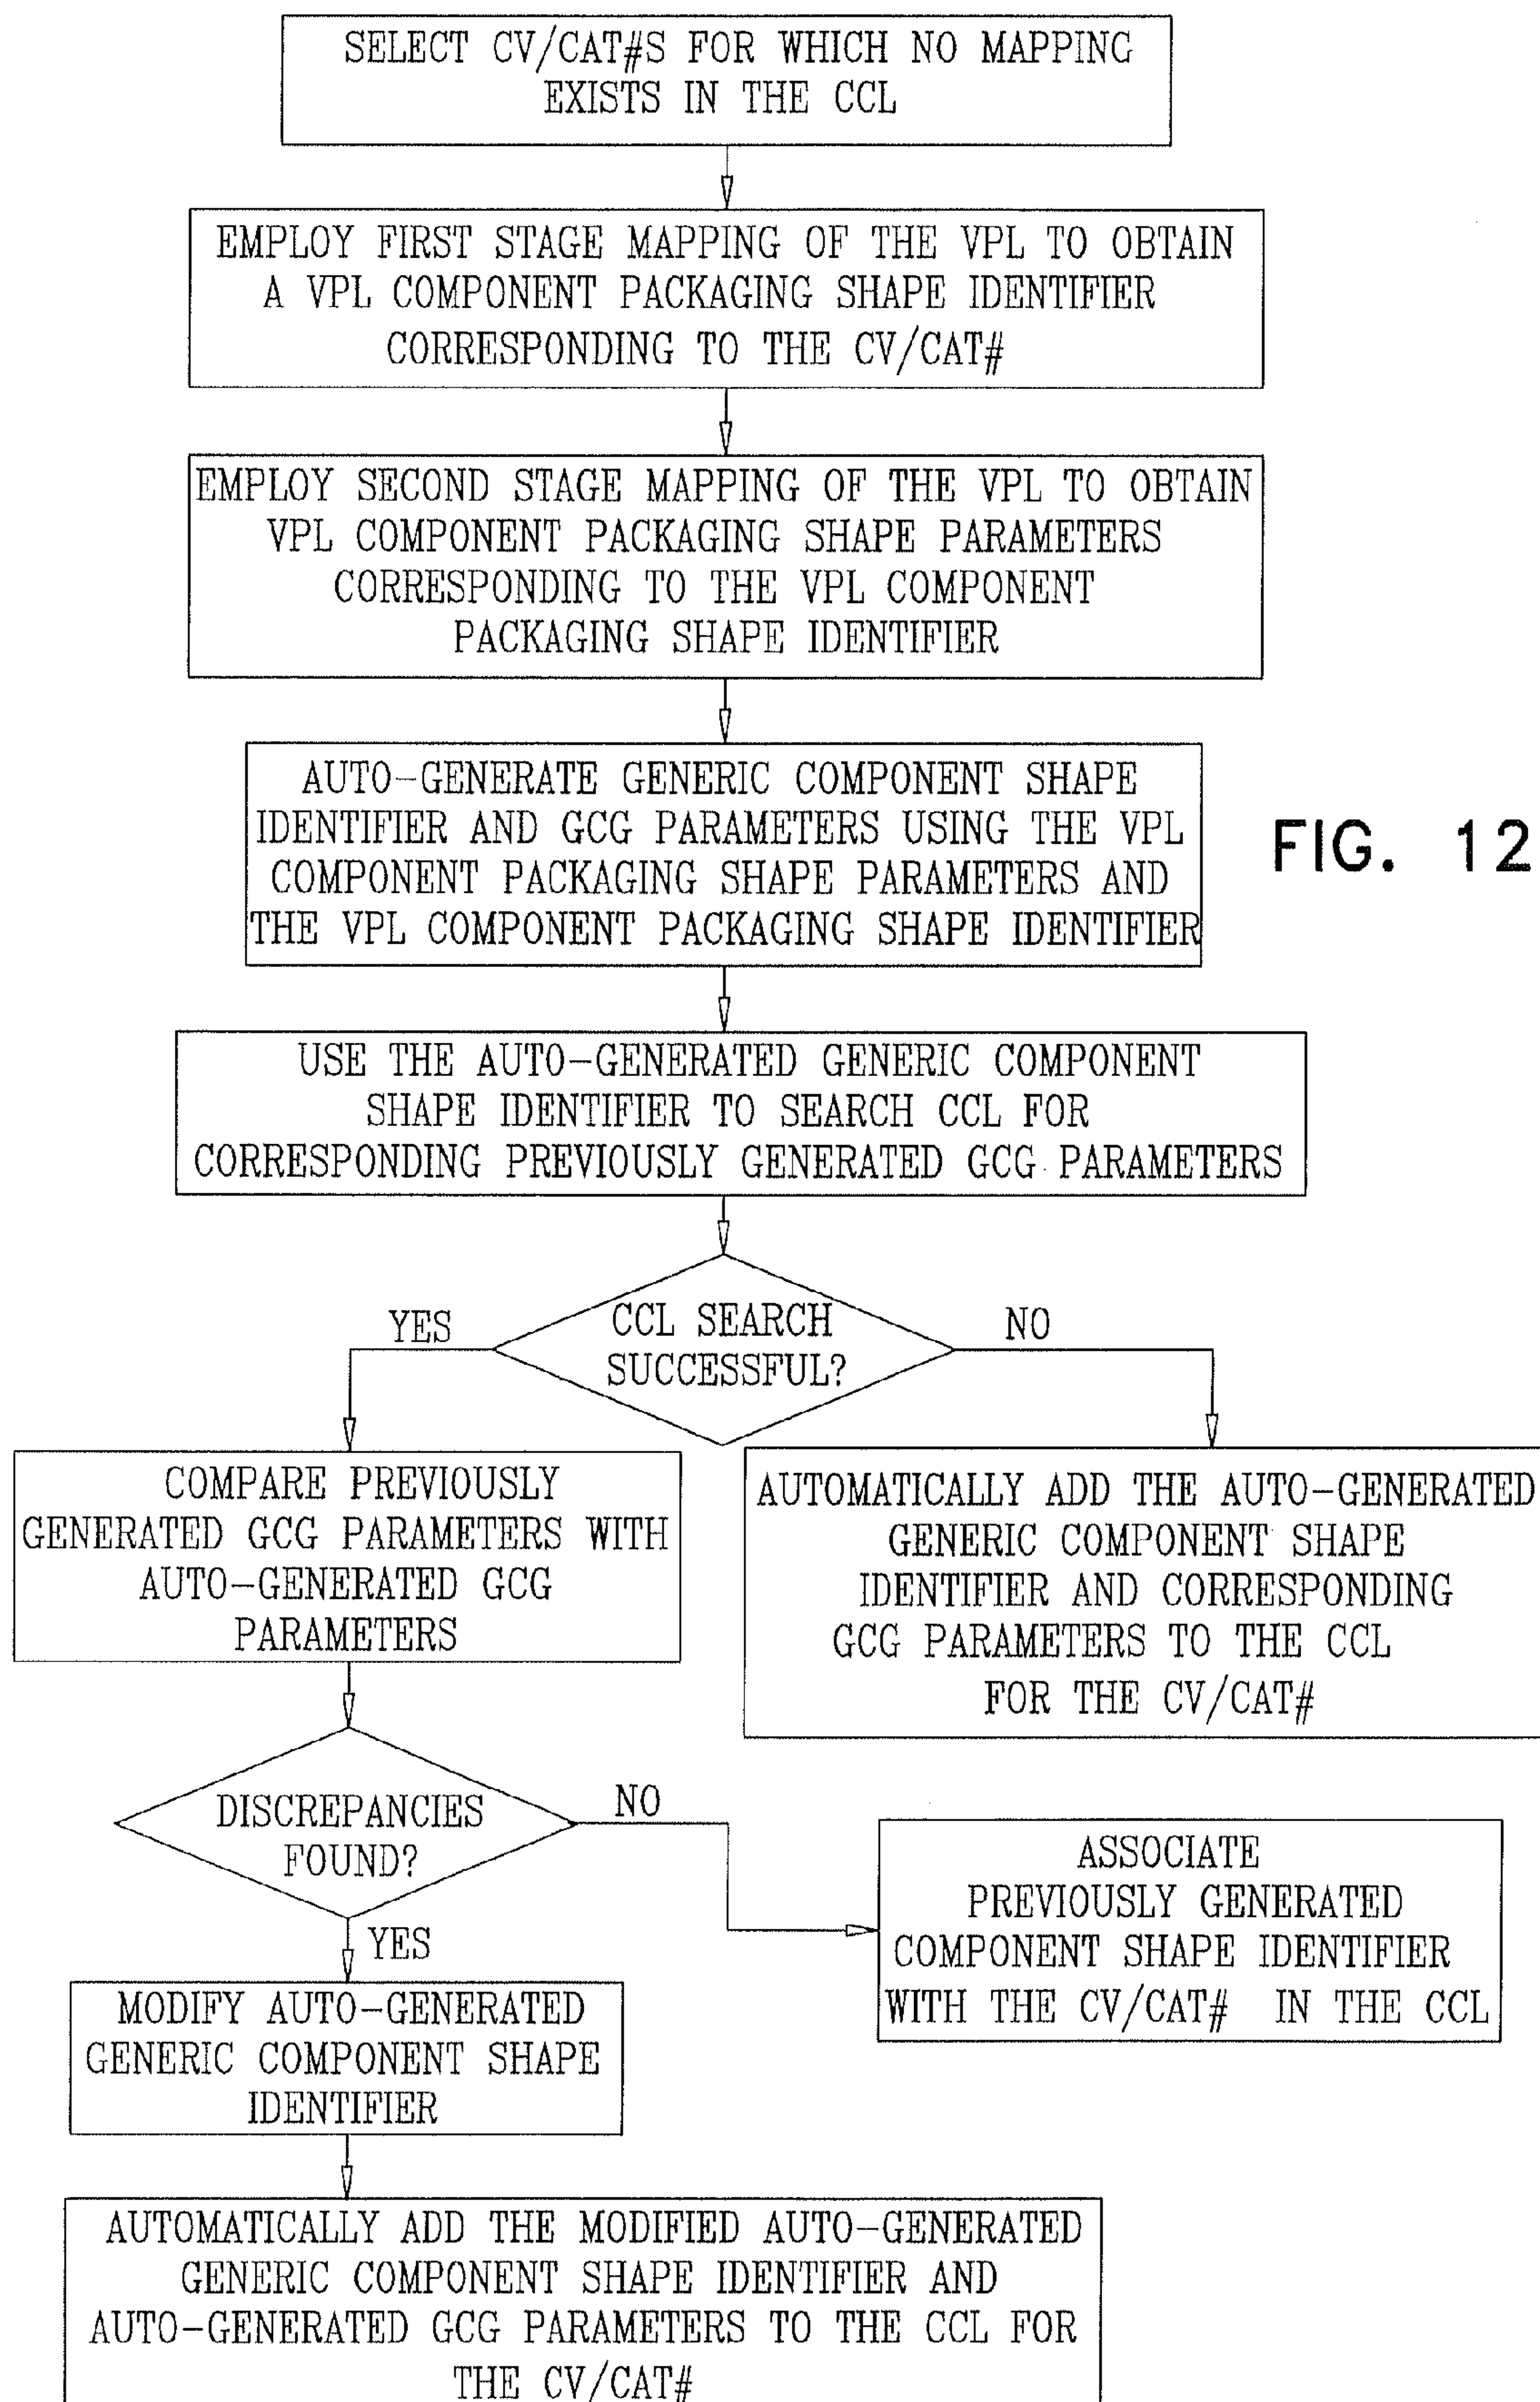 SELECT CV/CAT#S FOR WHICH NO MAPPING
EXISTS IN THE CCL
EMPLOY FIRST STAGE MAPPING OF THE VPL TO OBTAIN
A VPL COMPONENT PACKAGING SHAPE IDENTIFIER
CORRESPONDING TO THE CV/CAT#
EMPLOY SECOND STAGE MAPPING OF THE VPL TO OBTAIN
VPL COMPONENT PACKAGING SHAPE PARAMETERS
CORRESPONDING TO THE VPL COMPONENT
PACKAGING SHAPE IDENTIFIER
AUTO-GENERATE GENERIC COMPONENT SHAPE
IDENTIFIER AND GCG PARAMETERS USING THE VPL
COMPONENT PACKAGING SHAPE PARAMETERS AND
THE VPL COMPONENT PACKAGING SHAPE IDENTIFIER
FIG. 12
USE THE AUTO-GENERATED GENERIC COMPONENT
SHAPE IDENTIFIER TO SEARCH CCL FOR
CORRESPONDING PREVIOUSLY GENERATED GCG PARAMETERS
CCL SEARCH
SUCCESSFUL?
YES
NO
COMPARE PREVIOUSLY
GENERATED GCG PARAMETERS WITH
AUTO-GENERATED GCG
PARAMETERS
AUTOMATICALLY ADD THE AUTO-GENERATED
GENERIC COMPONENT SHAPE
IDENTIFIER AND CORRESPONDING
GCG PARAMETERS TO THE CCL
FOR THE CV/CAT#
DISCREPANCIES
FOUND?
NO
YES
ASSOCIATE
PREVIOUSLY GENERATED
COMPONENT SHAPE IDENTIFIER
WITH THE CV/CAT# IN THE CCL
MODIFY AUTO-GENERATED
GENERIC COMPONENT SHAPE
IDENTIFIER
AUTOMATICALLY ADD THE MODIFIED AUTO-GENERATED
GENERIC COMPONENT SHAPE IDENTIFIER AND
AUTO-GENERATED GCG PARAMETERS TO THE CCL FOR
THE CV/CAT#